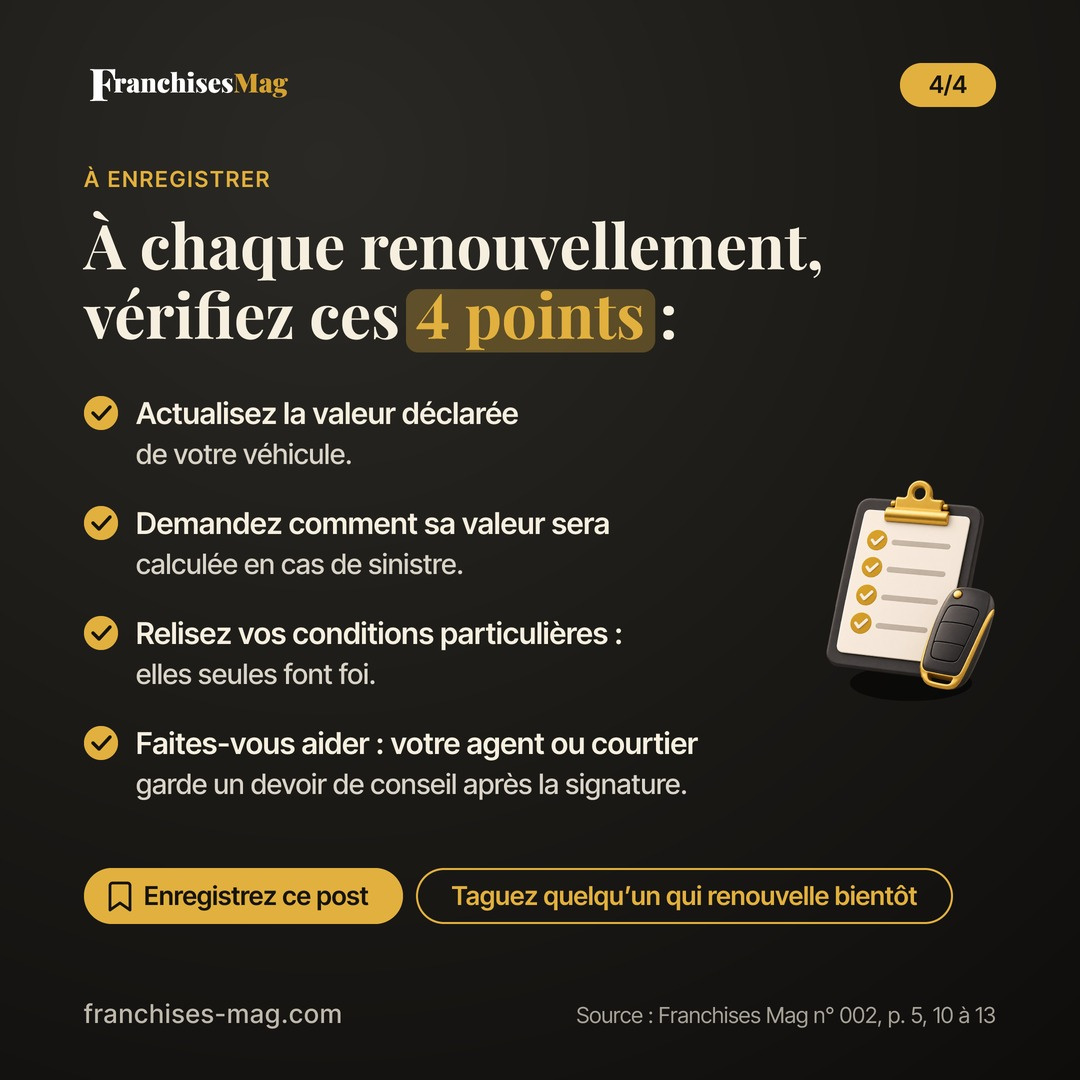 FranchisesMag
4/4
À ENREGISTRER
À chaque renouvellement,
vérifiez ces 4 points :
Actualisez la valeur déclarée
de votre véhicule.
Demandez comment sa valeur sera
calculée en cas de sinistre.
Relisez vos conditions particulières :
elles seules font foi.
Faites-vous aider : votre agent ou courtier
garde un devoir de conseil après la signature.
Enregistrez ce post
Taguez quelqu’un qui renouvelle bientôt
franchises-mag.com
Source : Franchises Mag n° 002, p. 5, 10 à 13